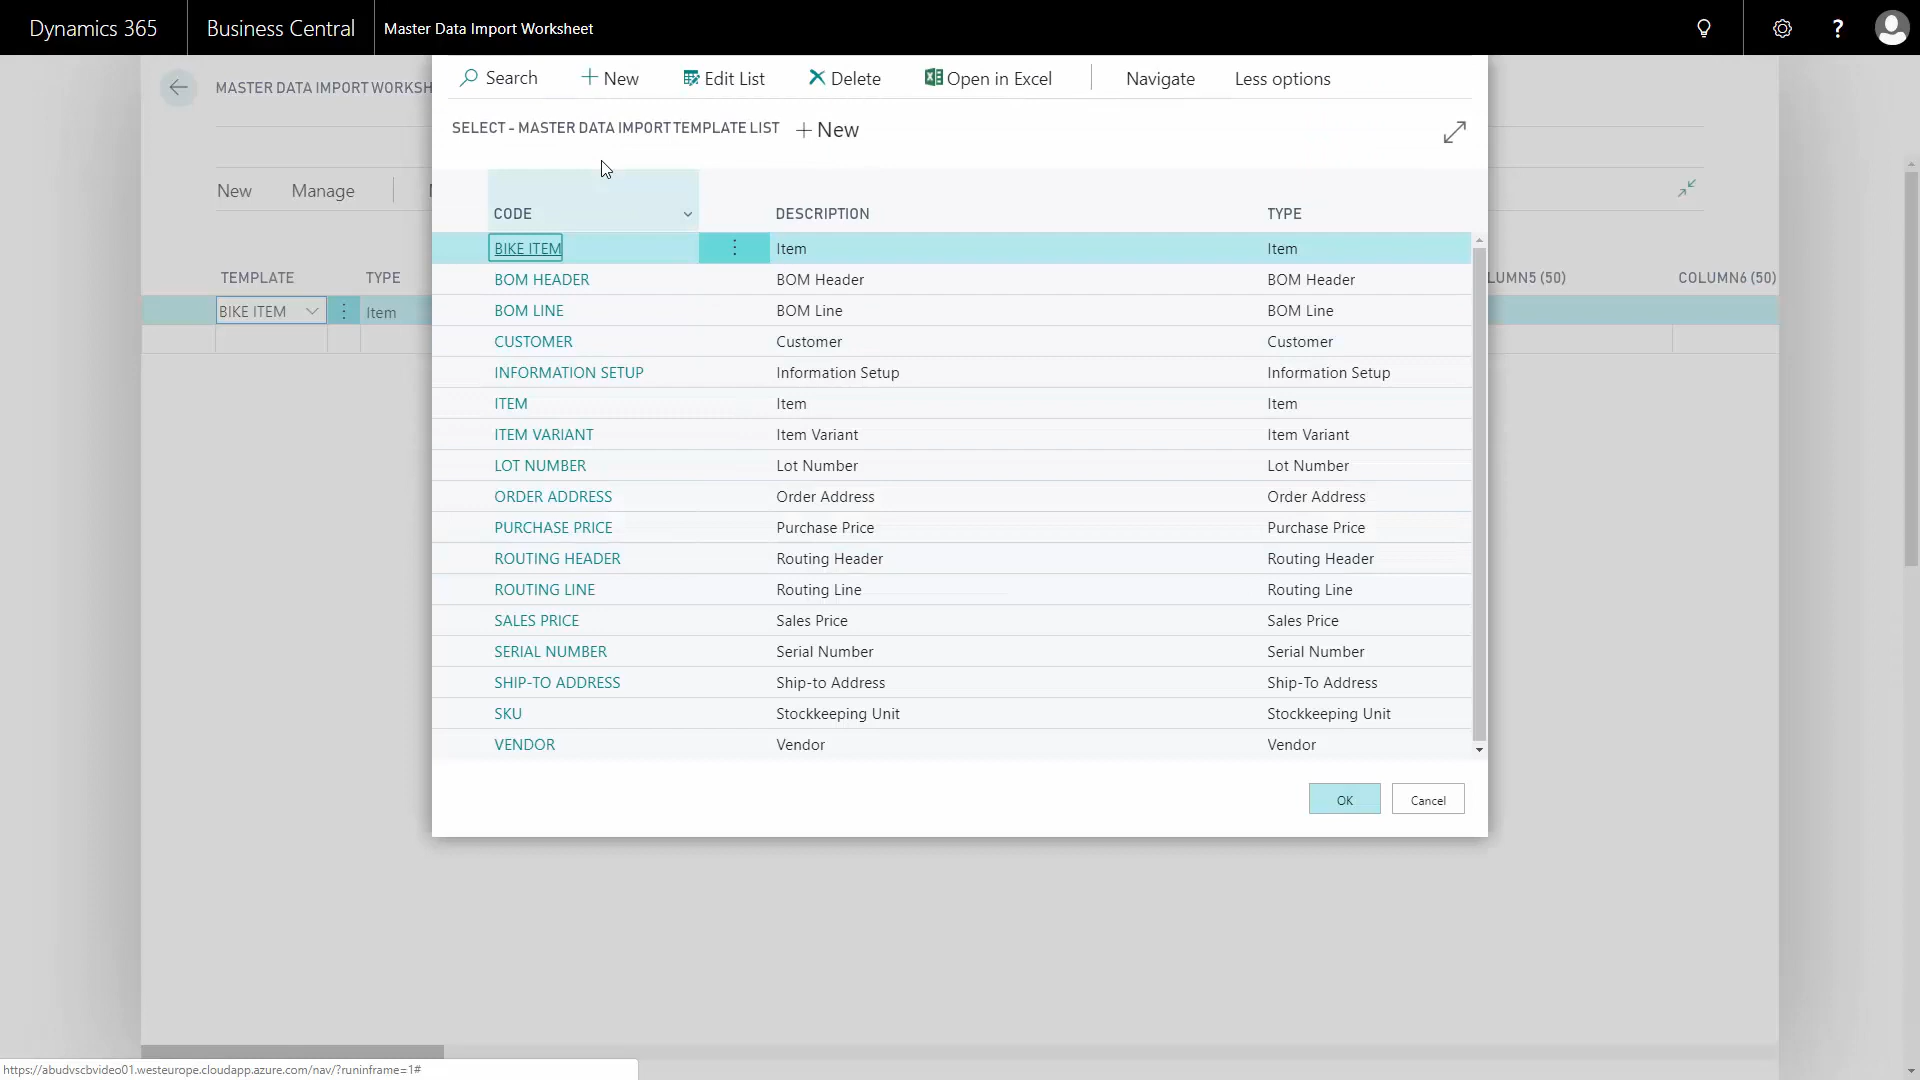 Dynamics 365 Business Central Master Data Import Worksheet ?
Search New Edit List Delete Open in Excel Navigate Less options
MASTER DATA IMPORT WORKSH
SELECT - MASTER DATA IMPORT TEMPLATE LIST + New
New Manage
CODE DESCRIPTION TYPE
BIKE ITEM Item Item
TEMPLATE TYPE LUMN5 (50) COLUMN6 (50)
BOM HEADER BOM Header BOM Header
BIKE ITEM Item
BOM LINE BOM Line BOM Line
CUSTOMER Customer Customer
INFORMATION SETUP Information Setup Information Setup
ITEM Item Item
ITEM VARIANT Item Variant Item Variant
LOT NUMBER Lot Number Lot Number
ORDER ADDRESS Order Address Order Address
PURCHASE PRICE Purchase Price Purchase Price
ROUTING HEADER Routing Header Routing Header
ROUTING LINE Routing Line Routing Line
SALES PRICE Sales Price Sales Price
SERIAL NUMBER Serial Number Serial Number
SHIP-TO ADDRESS Ship-to Address Ship-To Address
SKU Stockkeeping Unit Stockkeeping Unit
VENDOR Vendor Vendor
OK Cancel
https://abudvscbvideo01.westeurope.cloudapp.azure.com/nav/?runinframe=1#